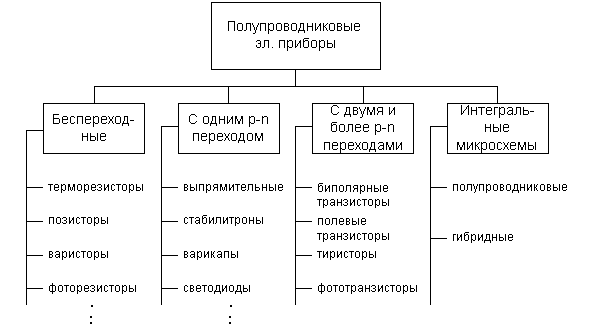 Полупроводниковые
эл. приборы
Беспереход-
ные
С одним p-n
переходом
С двумя и
более p-n
переходами
Интеграль-
ные
микросхемы
терморезисторы
позисторы
варисторы
фоторезисторы
выпрямительные
стабилитроны
варикапы
светодиоды
биполярные
транзисторы
полевые
транзисторы
тиристоры
фототранзисторы
полупроводниковые
гибридные